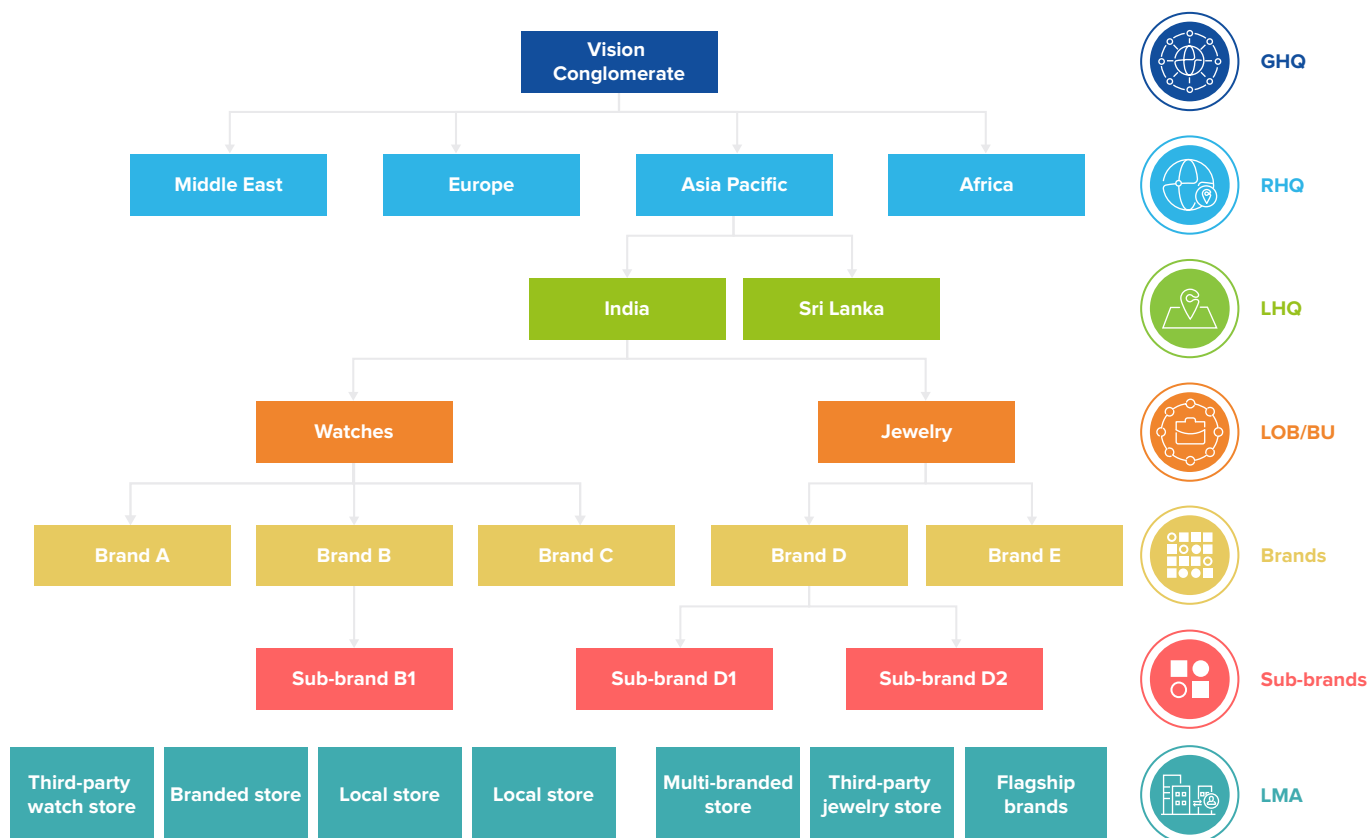 Vision
Conglomerate
GHQ
Middle East
Europe
Asia Pacific
Africa
RHQ
India
Sri Lanka
LHQ
Watches
Jewelry
LOB/BU
Brand A
Brand B
Brand C
Brand D
Brand E
Brands
Sub-brand B1
Sub-brand D1
Sub-brand D2
Sub-brands
Third-party
watch store
Branded store
Local store
Local store
Multi-branded
store
Third-party
jewelry store
Flagship
brands
LMA